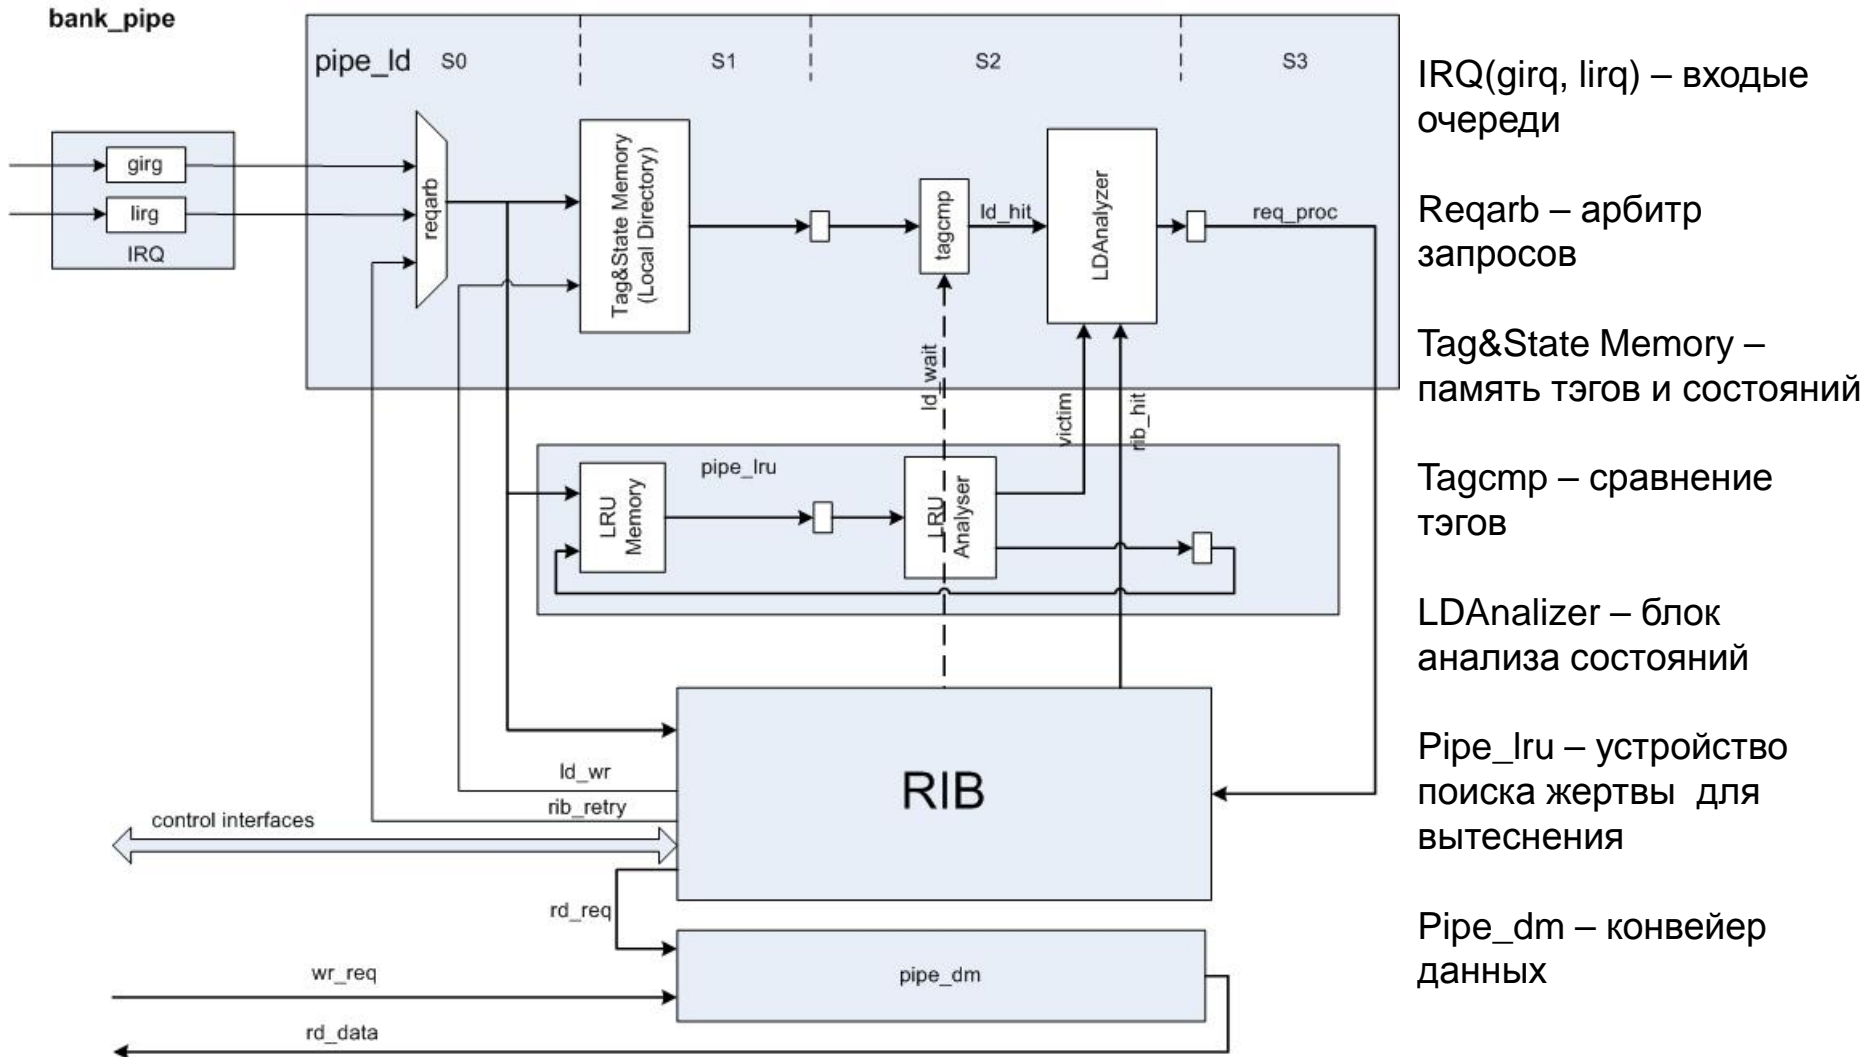 bank_pipe
pipe_ld
S0
S1
S2
S3
girg
lirg
IRQ
reqarb
Tag&State Memory
(Local Directory)
tagcmp
ld_hit
LDAnalyzer
req_proc
ld_wait
victim
rib_hit
pipe_lru
LRU
Memory
LRU
Analyser
RIB
ld_wr
rib_retry
control interfaces
rd_req
wr_req
pipe_dm
rd_data
IRQ(girq, lirq) – входые
очереди
Reqarb – арбитр
запросов
Tag&State Memory –
память тэгов и состояний
Tagcmp – сравнение
тэгов
LDAnalizer – блок
анализа состояний
Pipe_lru – устройство
поиска жертвы для
вытеснения
Pipe_dm – конвейер
данных